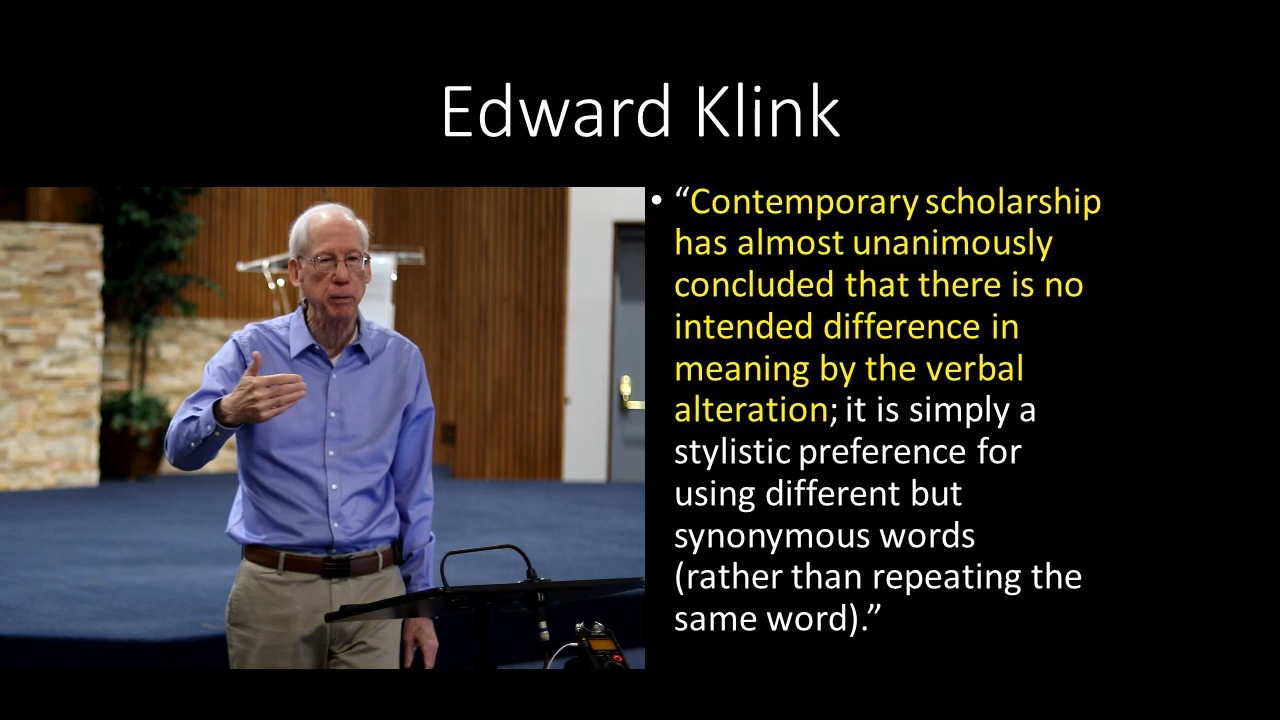 Edward Klink
• “Contemporary scholarship
has almost unanimously
concluded that there is no
intended difference in
meaning by the verbal
alteration; it is simply a
stylistic preference for
using different but
synonymous words
(rather than repeating the
same word).”